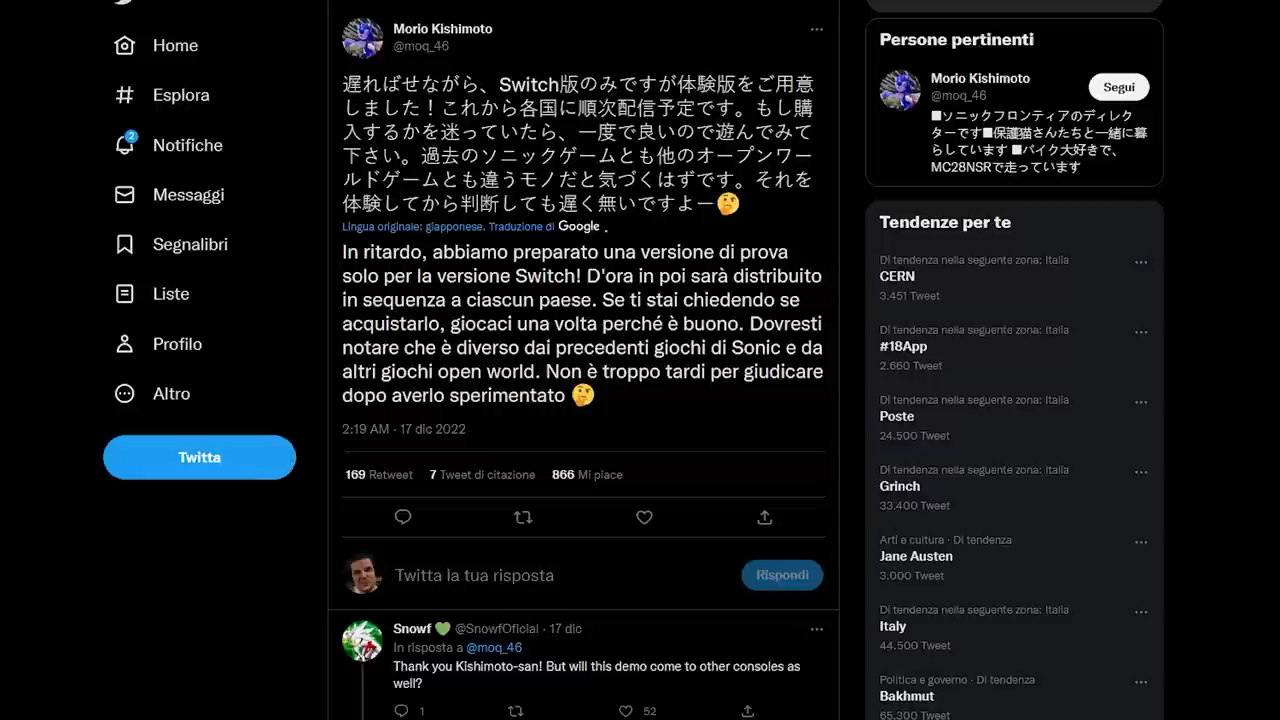 Home
Esplora
2
Notifiche
Messaggi
Segnalibri
Liste
Profilo
Altro
Twitta
Morio Kishimoto
@moq_46
遅ればせながら、Switch版のみですが体験版をご用意
しました！これから各国に順次配信予定です。もし購
入するかを迷っていたら、一度で良いので遊んでみて
下さい。過去のソニックゲームとも他のオープンワー
ルドゲームとも違うモノだと気づくはずです。それを
体験してから判断しても遅く無いですよー🤔
Lingua originale: giapponese. Traduzione di Google .
In ritardo, abbiamo preparato una versione di prova
solo per la versione Switch! D'ora in poi sarà distribuito
in sequenza a ciascun paese. Se ti stai chiedendo se
acquistarlo, giocaci una volta perché è buono. Dovresti
notare che è diverso dai precedenti giochi di Sonic e da
altri giochi open world. Non è troppo tardi per giudicare
dopo averlo sperimentato 🤔
2:19 AM · 17 dic 2022
169 Retweet 7 Tweet di citazione 866 Mi piace
Twitta la tua risposta
Rispondi
Snowf 💚 @SnowfOficial · 17 dic
In risposta a @moq_46
Thank you Kishimoto-san! But will this demo come to other consoles as
well?
1
52
Persone pertinenti
Morio Kishimoto
@moq_46
Segui
■ソニックフロンティアのディレク
ターです■保護猫さんたちと一緒に暮
らしています ■バイク大好きで、
MC28NSRで走っています
Tendenze per te
Di tendenza nella seguente zona: Italia
CERN
3.451 Tweet
Di tendenza nella seguente zona: Italia
#18App
2.660 Tweet
Di tendenza nella seguente zona: Italia
Poste
24.500 Tweet
Di tendenza nella seguente zona: Italia
Grinch
33.400 Tweet
Arti e cultura · Di tendenza
Jane Austen
3.000 Tweet
Di tendenza nella seguente zona: Italia
Italy
44.500 Tweet
Politica e governo · Di tendenza
Bakhmut
65.300 Tweet